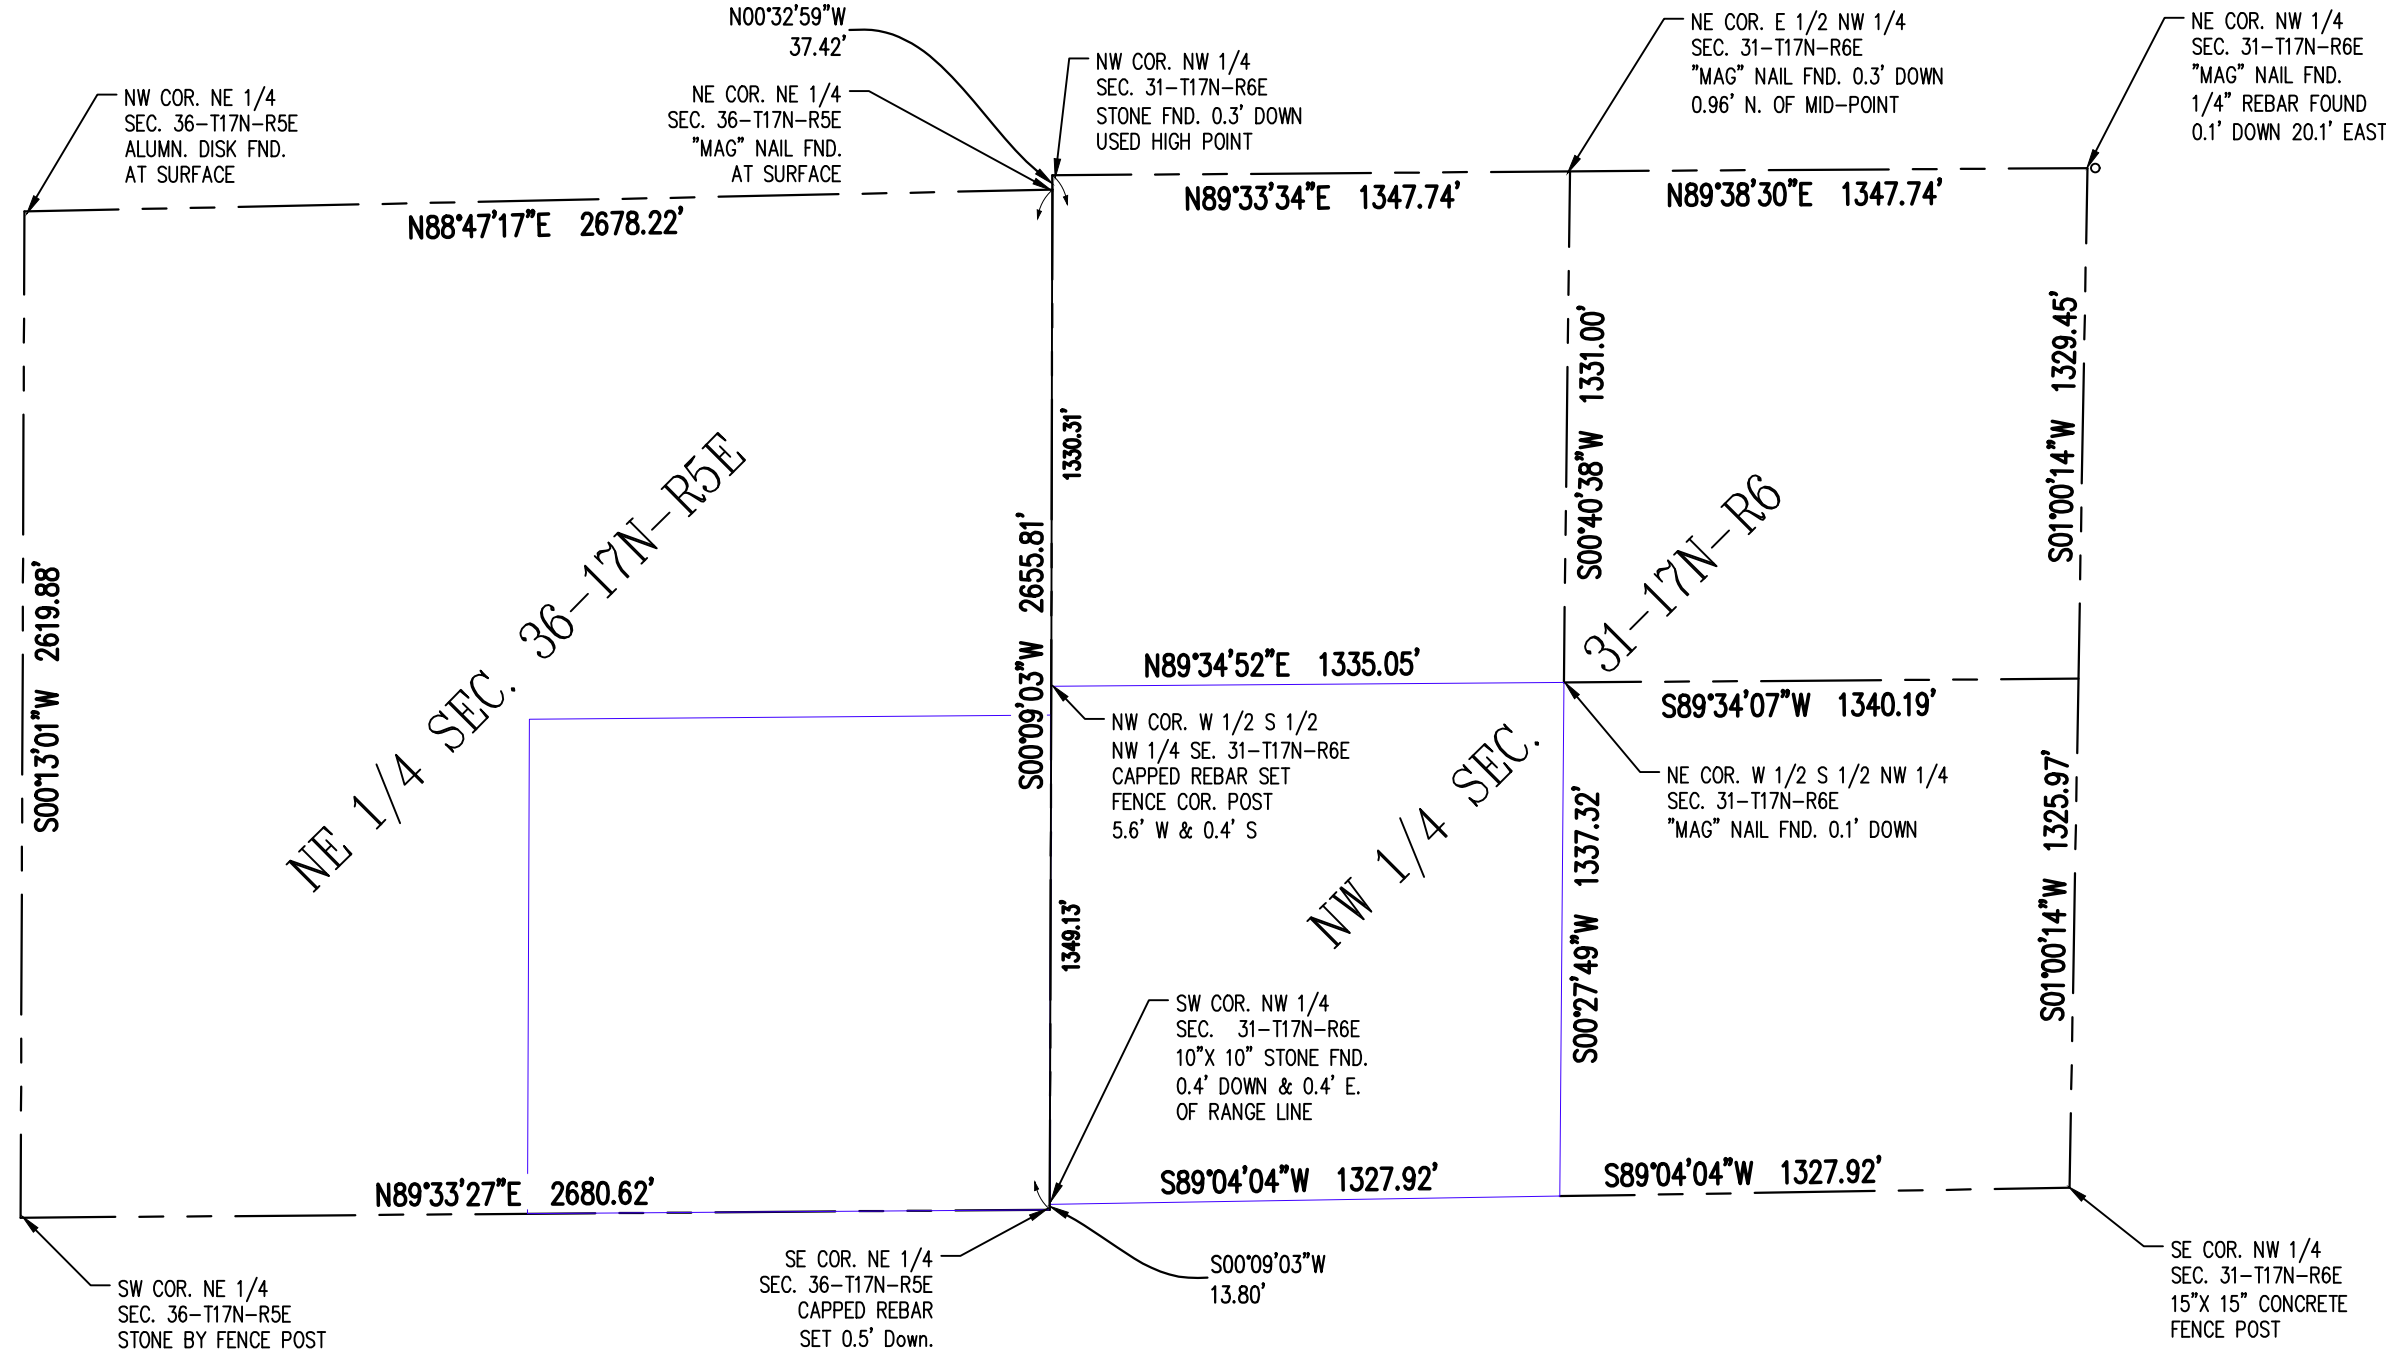 N00°32'59"W
37.42'
NW COR. NE 1/4
SEC. 36-T17N-R5E
ALUMN. DISK FND.
AT SURFACE
NE COR. NE 1/4
SEC. 36-T17N-R5E
"MAG" NAIL FND.
AT SURFACE
NW COR. NW 1/4
SEC. 31-T17N-R6E
STONE FND. 0.3' DOWN
USED HIGH POINT
NE COR. E 1/2 NW 1/4
SEC. 31-T17N-R6E
"MAG" NAIL FND. 0.3' DOWN
0.96' N. OF MID-POINT
NE COR. NW 1/4
SEC. 31-T17N-R6E
"MAG" NAIL FND.
1/4" REBAR FOUND
0.1' DOWN 20.1' EAST
N88°47'17"E 2678.22'
N89°33'34"E 1347.74'
N89°38'30"E 1347.74'
S00°13'01"W 2619.88'
NE 1/4 SEC. 36-17N-R5E
S00°09'03"W 2655.81'
1330.31'
1349.13'
S00°40'38"W 1331.00'
S01°00'14"W 1329.45'
NW 1/4 SEC. 31-17N-R6
N89°34'52"E 1335.05'
S89°34'07"W 1340.19'
NW COR. W 1/2 S 1/2
NW 1/4 SE. 31-T17N-R6E
CAPPED REBAR SET
FENCE COR. POST
5.6' W & 0.4' S
NE COR. W 1/2 S 1/2 NW 1/4
SEC. 31-T17N-R6E
"MAG" NAIL FND. 0.1' DOWN
S00°27'49"W 1337.32'
S01°00'14"W 1325.97'
SW COR. NW 1/4
SEC. 31-T17N-R6E
10"X 10" STONE FND.
0.4' DOWN & 0.4' E.
OF RANGE LINE
N89°33'27"E 2680.62'
S89°04'04"W 1327.92'
S89°04'04"W 1327.92'
SW COR. NE 1/4
SEC. 36-T17N-R5E
STONE BY FENCE POST
SE COR. NE 1/4
SEC. 36-T17N-R5E
CAPPED REBAR
SET 0.5' Down.
S00°09'03"W
13.80'
SE COR. NW 1/4
SEC. 31-T17N-R6E
15"X 15" CONCRETE
FENCE POST